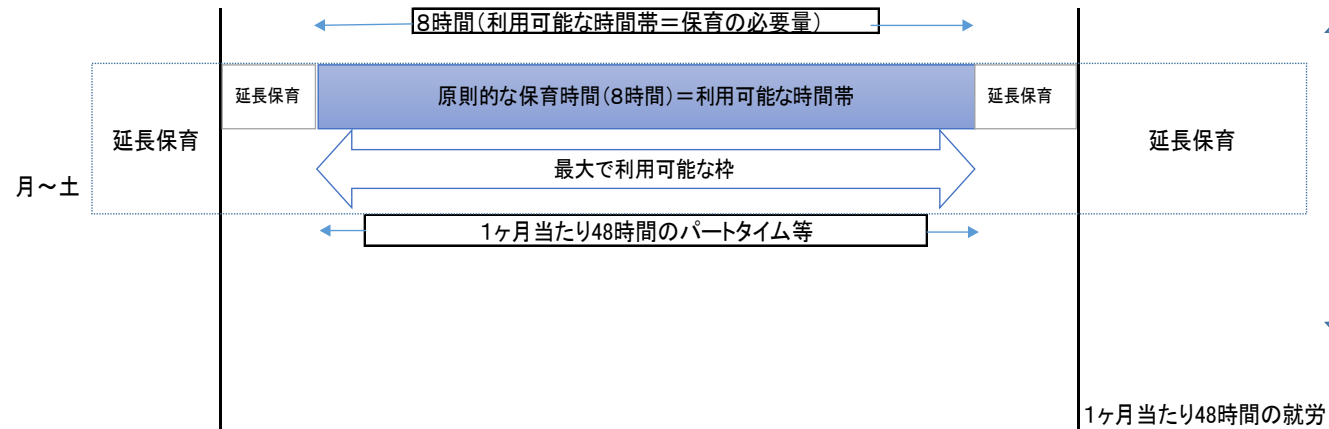 8時間（利用可能な時間帯＝保育の必要量）
延長保育
原則的な保育時間（8時間）＝利用可能な時間帯
延長保育
延長保育
延長保育
最大で利用可能な枠
月～土
1ヶ月当たり48時間のパートタイム等
1ヶ月当たり48時間の就労